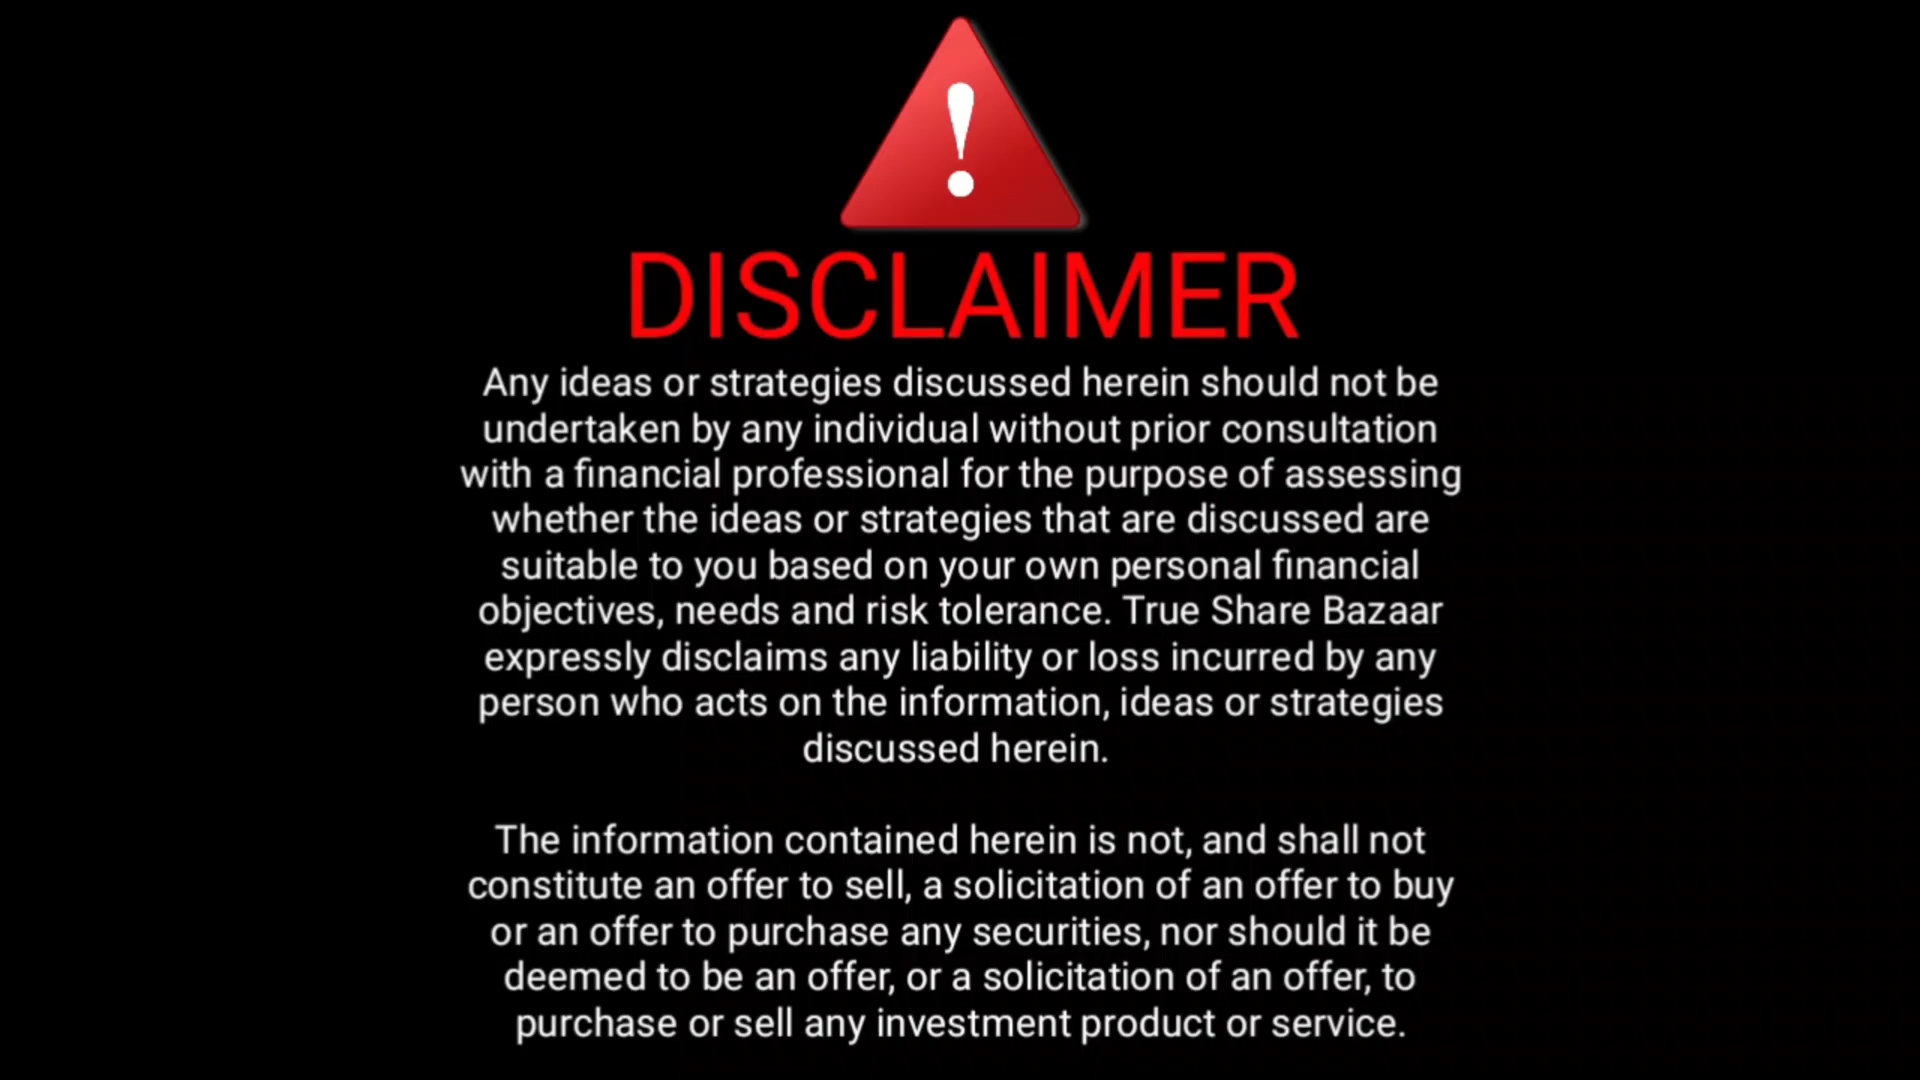 !
DISCLAIMER
Any ideas or strategies discussed herein should not be
undertaken by any individual without prior consultation
with a financial professional for the purpose of assessing
whether the ideas or strategies that are discussed are
suitable to you based on your own personal financial
objectives, needs and risk tolerance. True Share Bazaar
expressly disclaims any liability or loss incurred by any
person who acts on the information, ideas or strategies
discussed herein.
The information contained herein is not, and shall not
constitute an offer to sell, a solicitation of an offer to buy
or an offer to purchase any securities, nor should it be
deemed to be an offer, or a solicitation of an offer, to
purchase or sell any investment product or service.